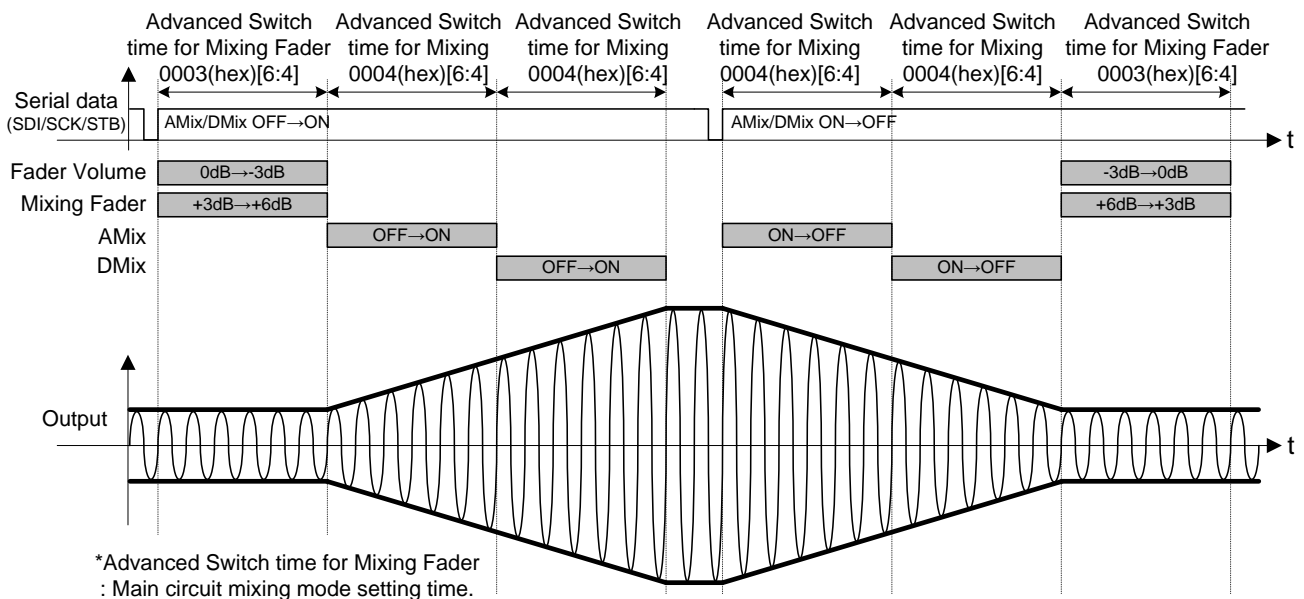 Advanced Switch
time for Mixing Fader
0003(hex)[6:4]
Advanced Switch
time for Mixing
0004(hex)[6:4]
Advanced Switch
time for Mixing
0004(hex)[6:4]
Advanced Switch
time for Mixing
0004(hex)[6:4]
Advanced Switch
time for Mixing
0004(hex)[6:4]
Advanced Switch
time for Mixing Fader
0003(hex)[6:4]
Serial data
(SDI/SCK/STB)
AMix/DMix OFF→ON
AMix/DMix ON→OFF
t
Fader Volume
0dB→-3dB
-3dB→0dB
Mixing Fader
+3dB→+6dB
+6dB→+3dB
AMix
OFF→ON
ON→OFF
DMix
OFF→ON
ON→OFF
Output
t
*Advanced Switch time for Mixing Fader
: Main circuit mixing mode setting time.